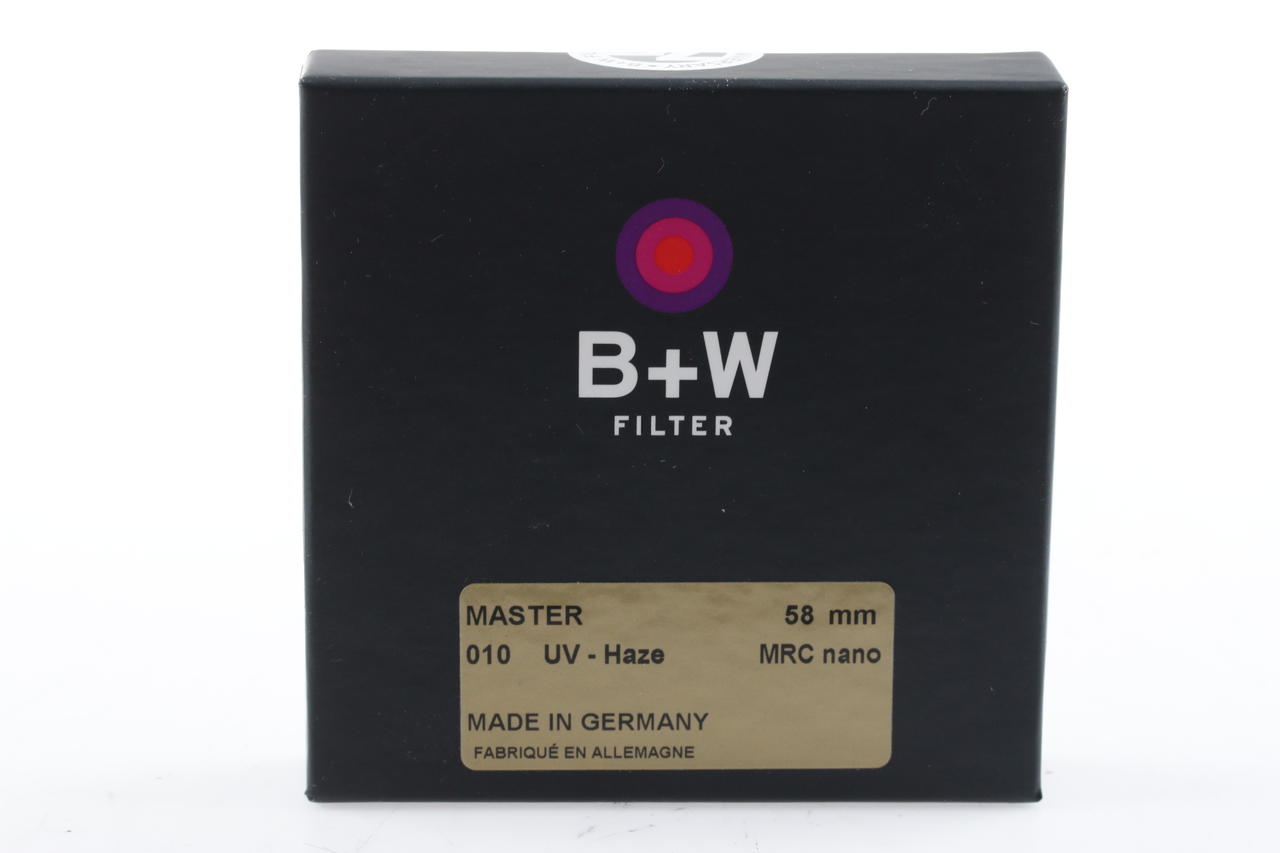 B+W
FILTER
MASTER 58 mm
010 UV - Haze MRC nano
MADE IN GERMANY
FABRIQUÉ EN ALLEMAGNE